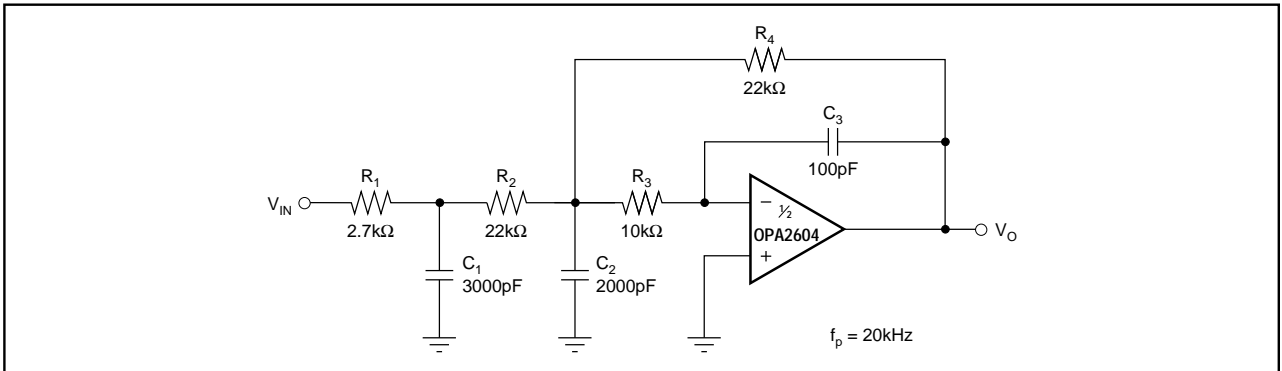 R4
22kΩ
C3
100pF
R1
2.7kΩ
R2
22kΩ
R3
10kΩ
VIN
C1
3000pF
C2
2000pF
–
½
OPA2604
+
VO
fp = 20kHz